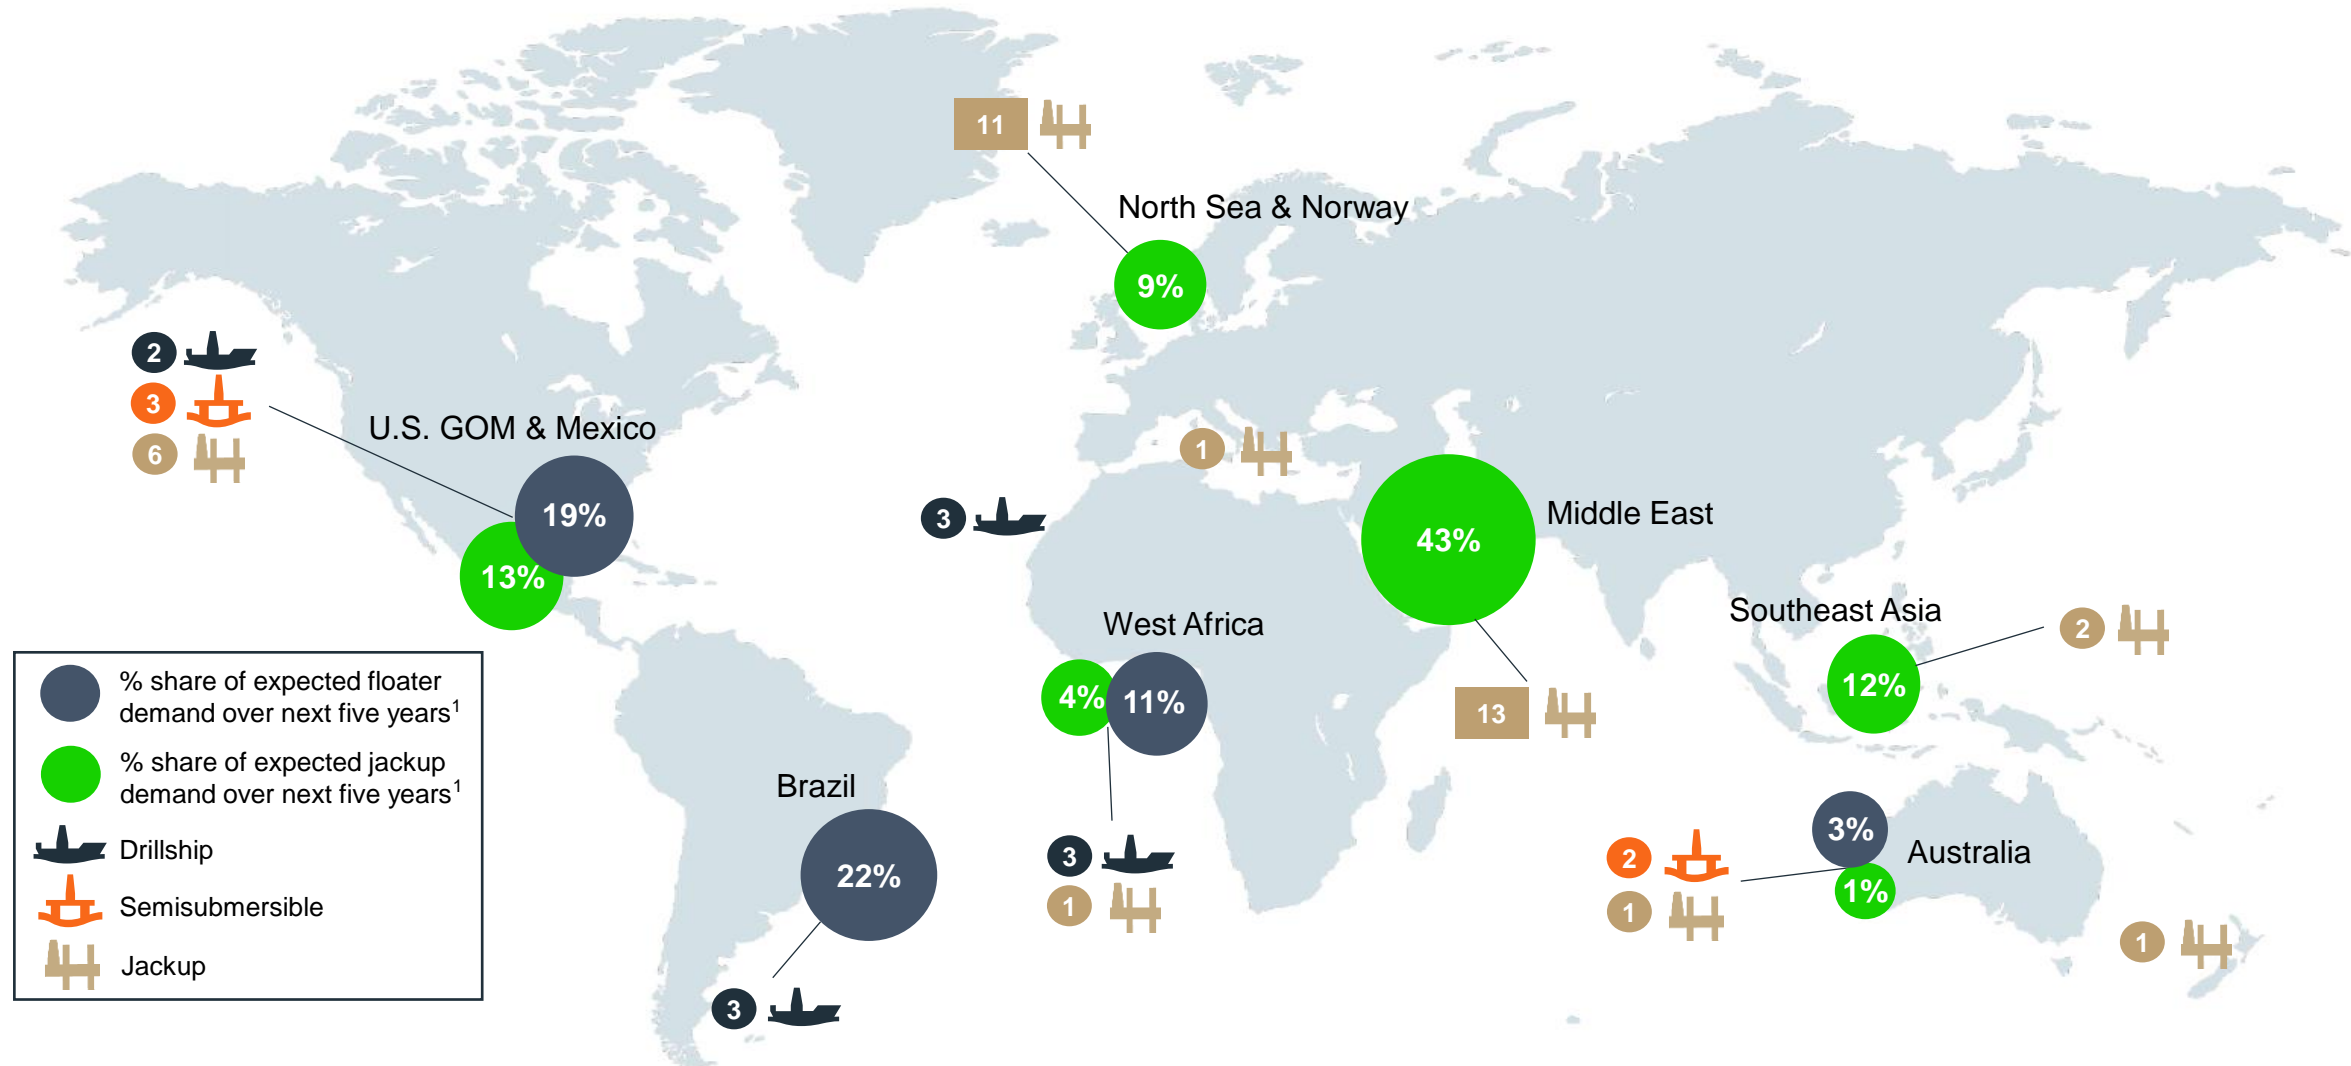 11
North Sea & Norway
9%
2
3
6
U.S. GOM & Mexico
19%
13%
1
3
43%
Middle East
13
West Africa
4%
11%
3
1
Southeast Asia
12%
2
Brazil
22%
3
3%
Australia
1%
2
1
1
% share of expected floater
demand over next five years1
% share of expected jackup
demand over next five years1
Drillship
Semisubmersible
Jackup